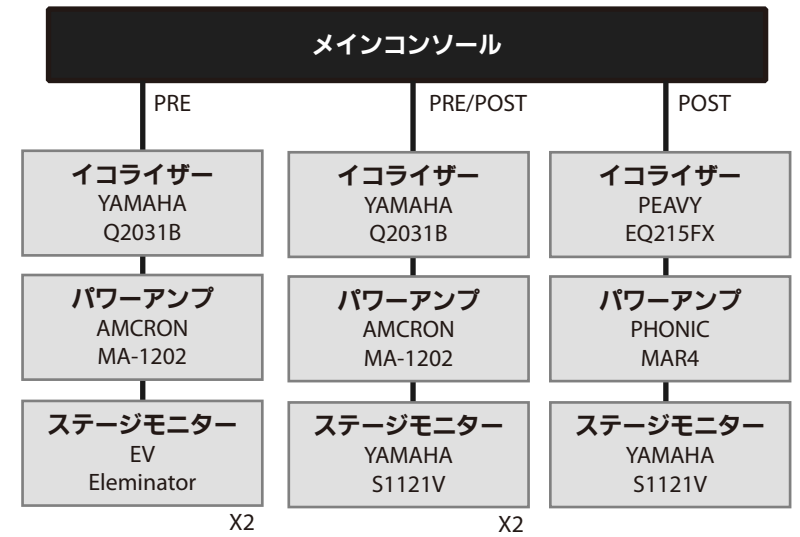 メインコンソール
PRE
PRE/POST
POST
イコライザー
YAMAHA
Q2031B
イコライザー
YAMAHA
Q2031B
イコライザー
PEAVY
EQ215FX
パワーアンプ
AMCRON
MA-1202
パワーアンプ
AMCRON
MA-1202
パワーアンプ
PHONIC
MAR4
ステージモニター
EV
Eleminator
ステージモニター
YAMAHA
S1121V
ステージモニター
YAMAHA
S1121V
X2
X2